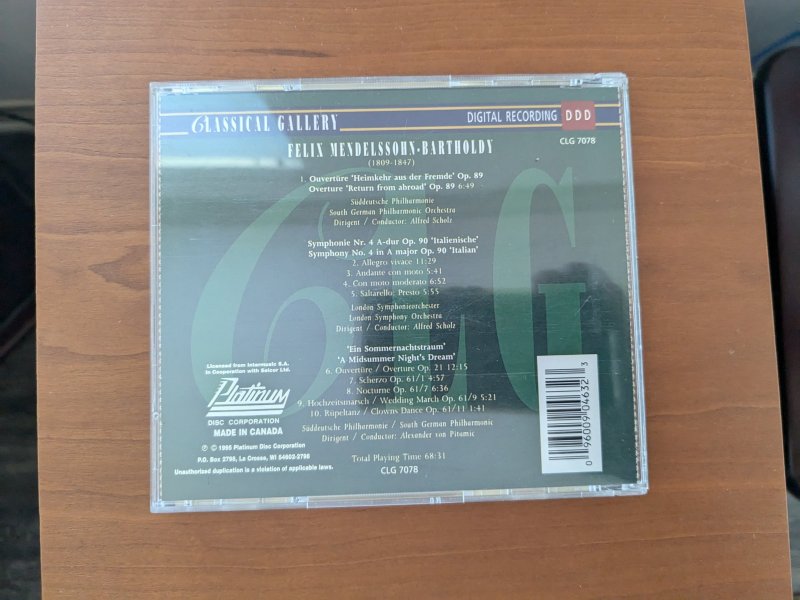 CLASSICAL GALLERY
DIGITAL RECORDING DDD
CLG 7078
FELIX MENDELSSOHN-BARTHOLDY
(1809-1847)
1. Ouvertüre 'Heimkehr aus der Fremde' Op. 89
Overture 'Return from abroad' Op. 89 6:49
Süddeutsche Philharmonie
South German Philharmonic Orchestra
Dirigent / Conductor: Alfred Scholz
Symphonie Nr. 4 A-dur Op. 90 'Italienische'
Symphony No. 4 in A major Op. 90 'Italian'
2. Allegro vivace 11:29
3. Andante con moto 5:41
4. Con moto moderato 6:52
5. Saltarello: Presto 5:55
London Symphonieorchester
London Symphony Orchestra
Dirigent / Conductor: Alfred Scholz
'Ein Sommernachtstraum'
'A Midsummer Night's Dream'
6. Ouvertüre / Overture Op. 21 12:15
7. Scherzo Op. 61/1 4:57
8. Nocturne Op. 61/7 6:36
9. Hochzeitsmarsch / Wedding March Op. 61/9 5:21
10. Rüpeltanz / Clowns Dance Op. 61/11 1:41
Süddeutsche Philharmonie / South German Philharmonic
Dirigent / Conductor: Alexander von Pitamic
Total Playing Time 68:31
CLG 7078
CLG
Licensed from Intermusic S.A.
In Cooperation with Selcor Ltd.
Platinum
DISC CORPORATION
MADE IN CANADA
℗ © 1995 Platinum Disc Corporation
P.O. Box 2798, La Crosse, WI 54602-2798
Unauthorized duplication is a violation of applicable laws.
0 96009 04632 3